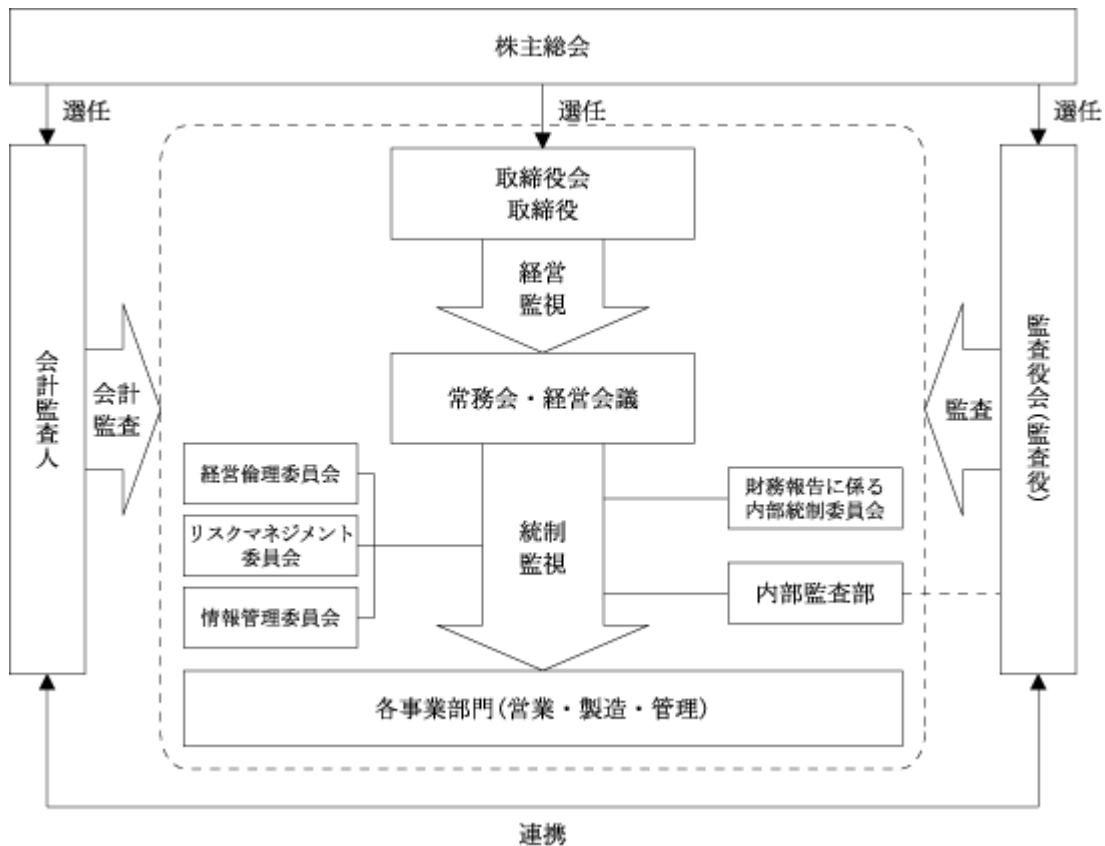 株主総会
選任
選任
選任
取締役会
取締役
経営
監視
会計監査人
会計
監査
常務会・経営会議
監査
監査役会(監査役)
経営倫理委員会
リスクマネジメント
委員会
情報管理委員会
統制
監視
財務報告に係る
内部統制委員会
内部監査部
各事業部門(営業・製造・管理)
連携